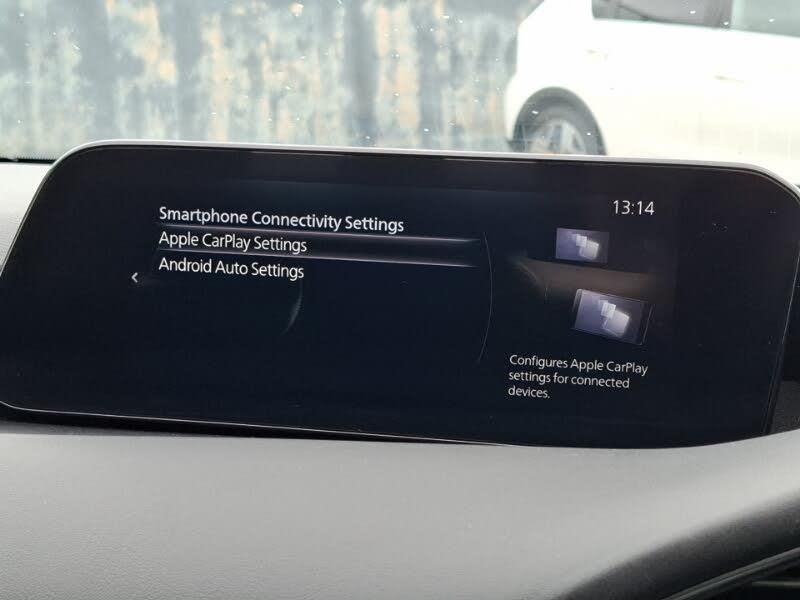 13:14
Smartphone Connectivity Settings
Apple CarPlay Settings
Android Auto Settings
Configures Apple CarPlay
settings for connected
devices.